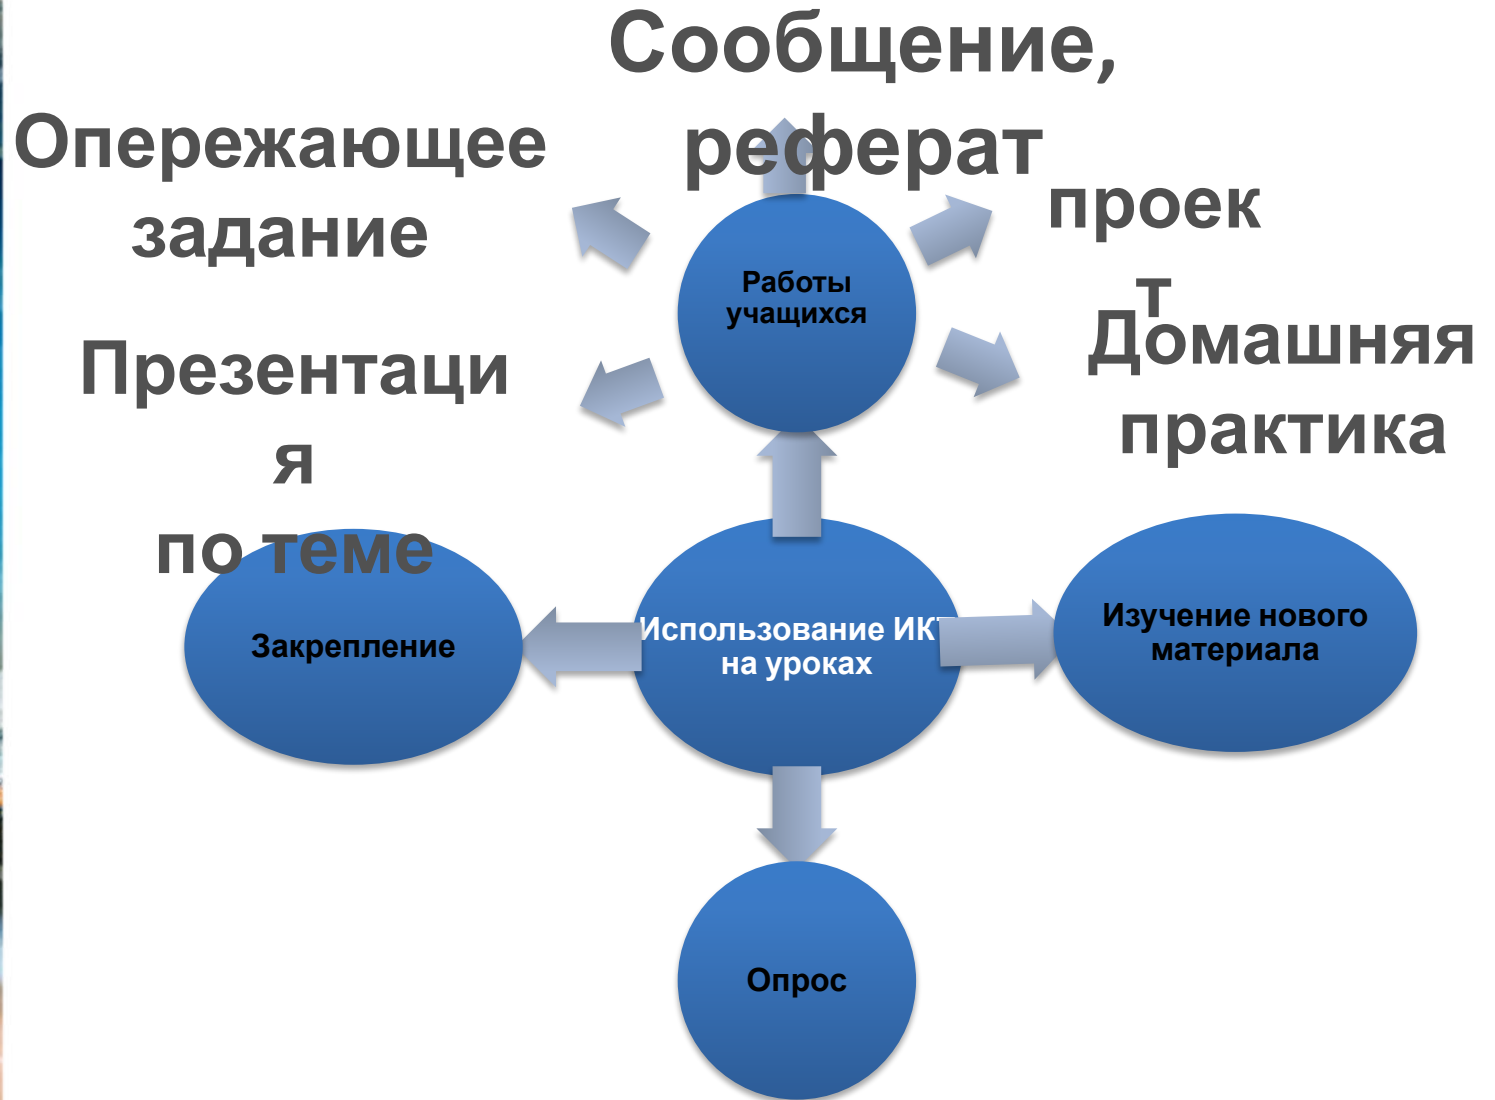 Сообщение,
реферат
Опережающее
задание
проек
т
Работы
учащихся
Домашняя
практика
Презентаци
я
по теме
Закрепление
Использование ИКТ
на уроках
Изучение нового
материала
Опрос